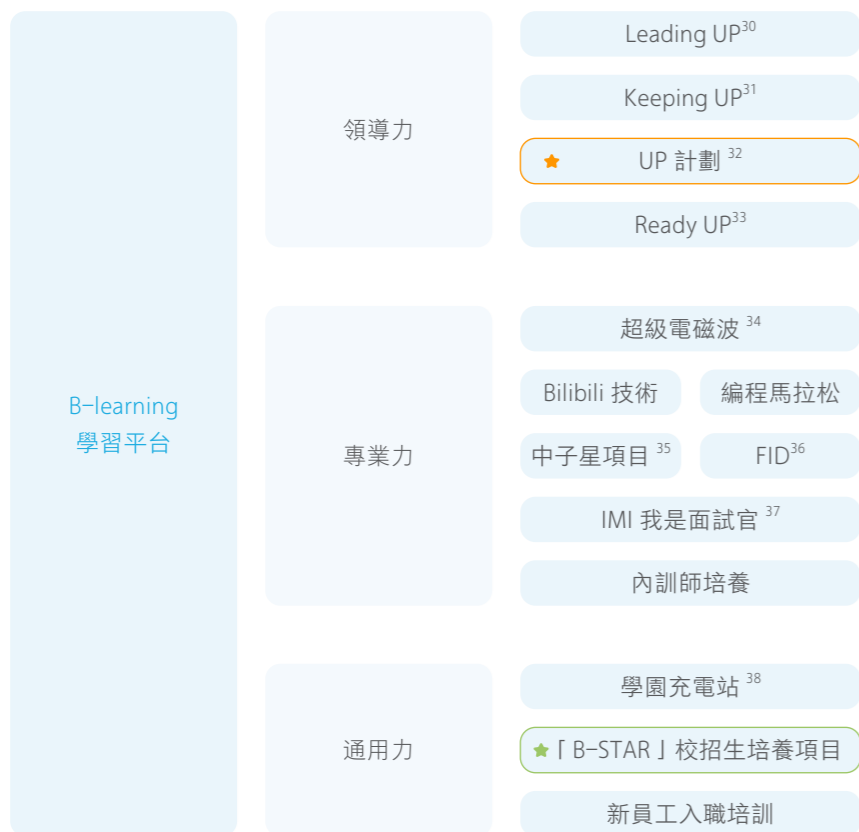 B-learning
學習平台
領導力
Leading UP30
Keeping UP31
UP 計劃 32
Ready UP33
專業力
超級電磁波 34
Bilibili 技術
編程馬拉松
中子星項目 35
FID36
IMI 我是面試官 37
內訓師培養
通用力
學園充電站 38
「B-STAR」校招生培養項目
新員工入職培訓